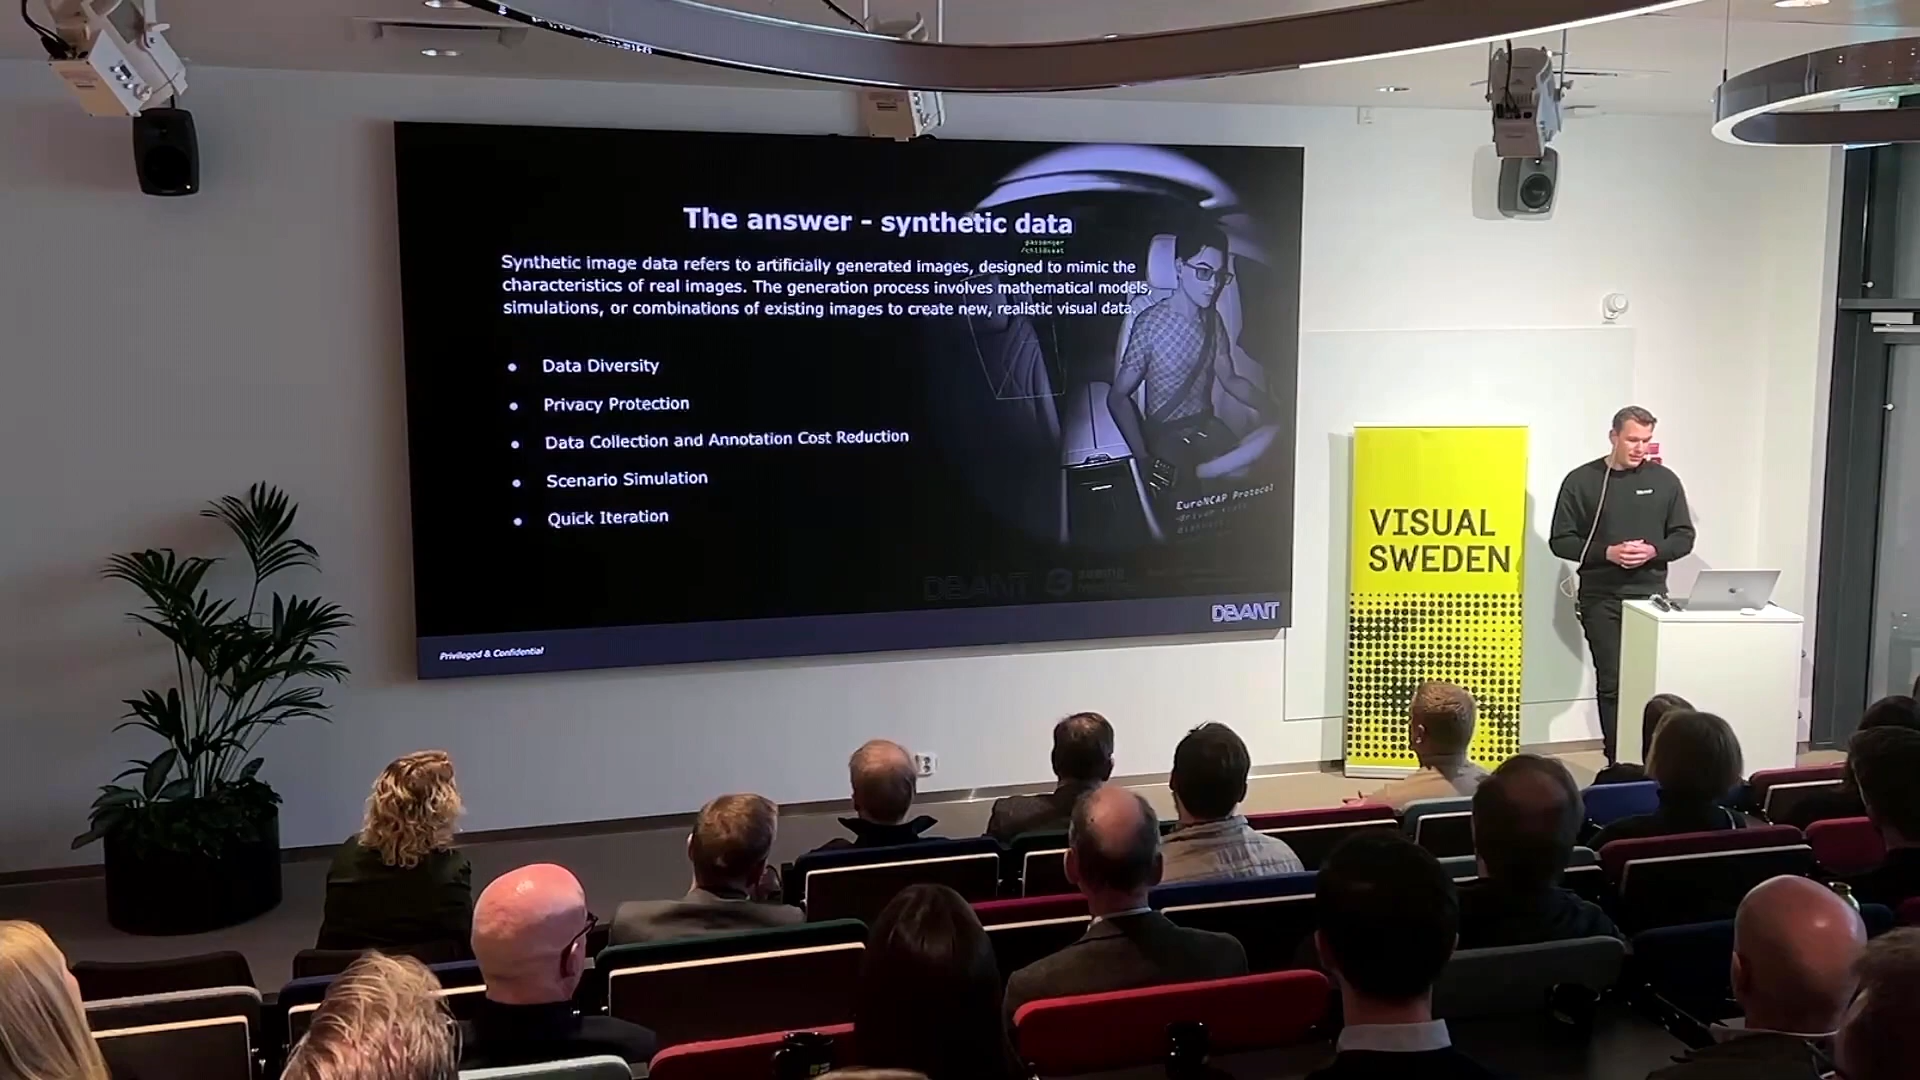 The answer - synthetic data
passenger
/childseat
Synthetic image data refers to artificially generated images, designed to mimic the
characteristics of real images. The generation process involves mathematical models,
simulations, or combinations of existing images to create new, realistic visual data.
• Data Diversity
• Privacy Protection
• Data Collection and Annotation Cost Reduction
• Scenario Simulation
• Quick Iteration
EuroNCAP Protocol
DEVANT
DEVANT
Privileged & Confidential
VISUAL
SWEDEN